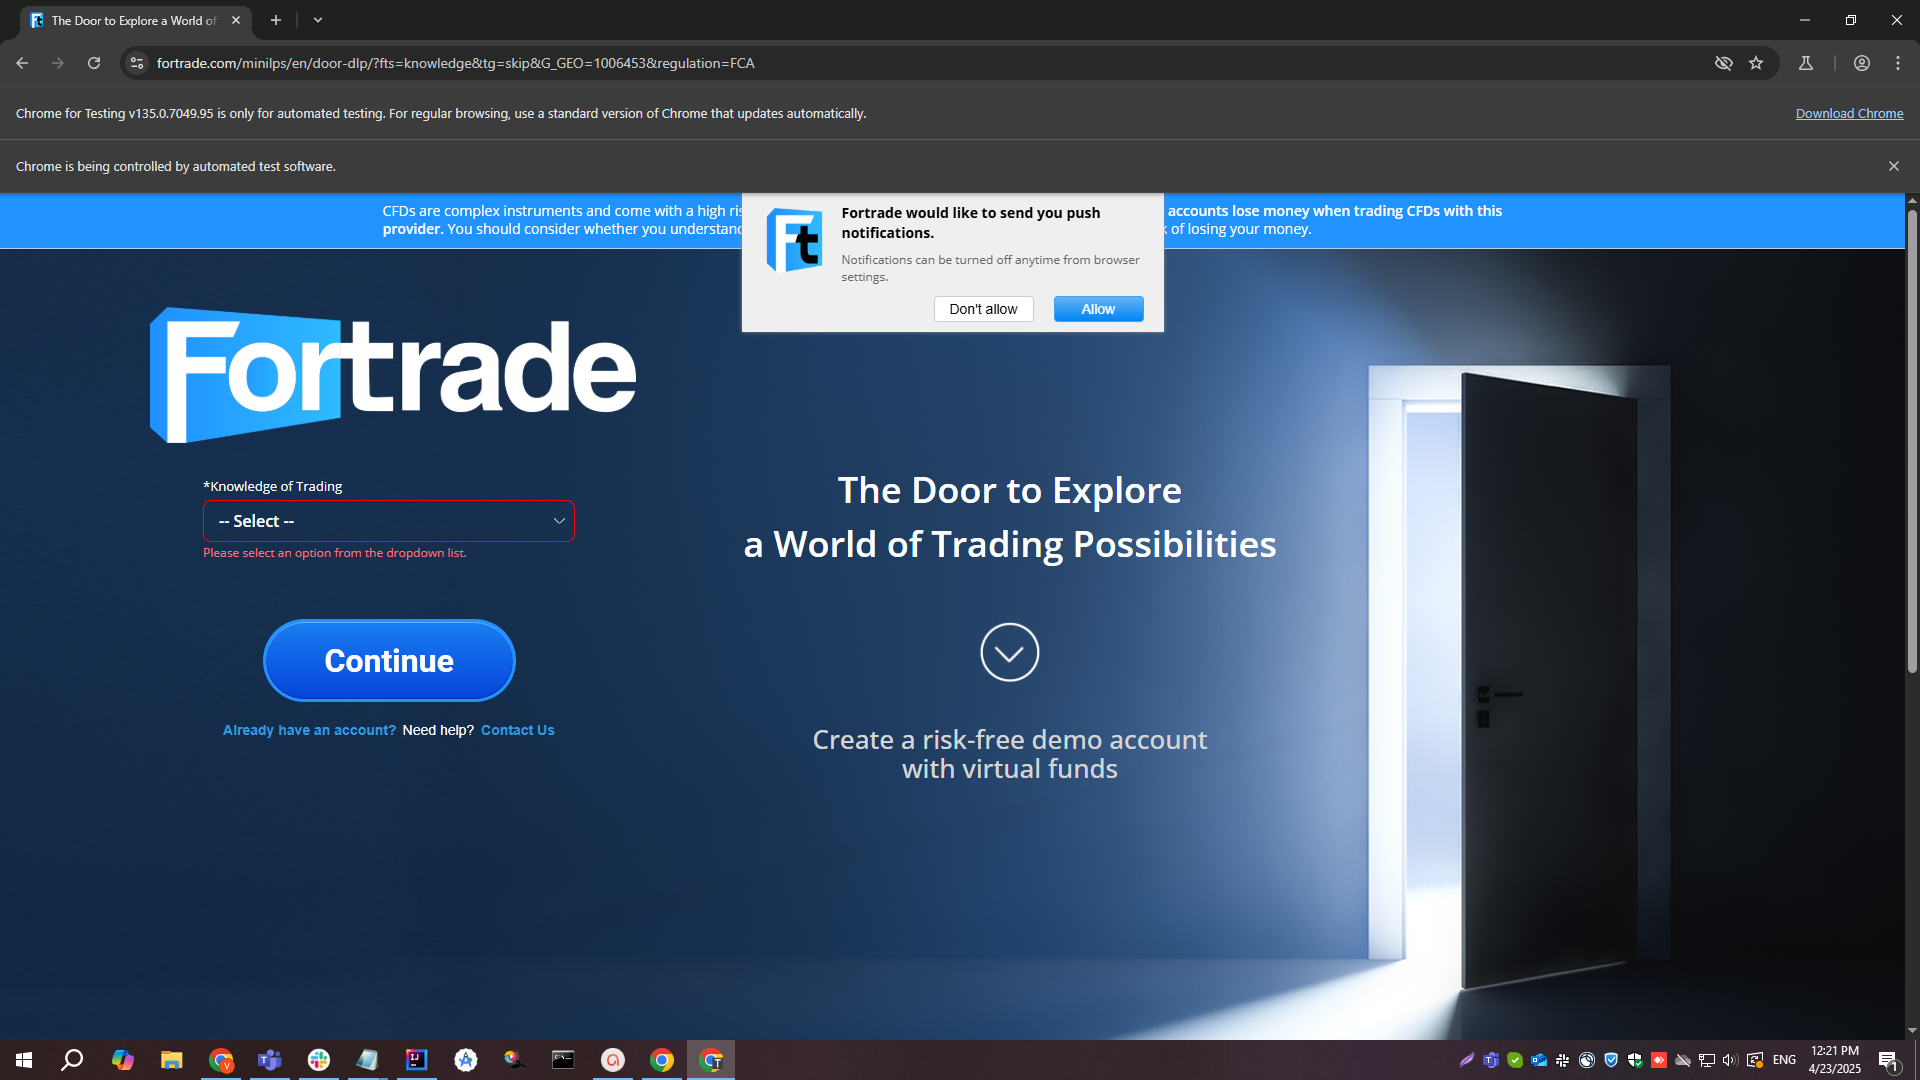 The Door to Explore a World of
fortrade.com/minilps/en/door-dlp/?fts=knowledge&tg=skip&G_GEO=1006453&regulation=FCA
Chrome for Testing v135.0.7049.95 is only for automated testing. For regular browsing, use a standard version of Chrome that updates automatically.
Download Chrome
Chrome is being controlled by automated test software.
CFDs are complex instruments and come with a high
accounts lose money when trading CFDs with this
provider. You should consider whether you
of losing your money.
Ft
Fortrade would like to send you push
notifications.
Notifications can be turned off anytime from browser
settings.
Don't allow
Allow
Fortrade
*Knowledge of Trading
-- Select --
Please select an option from the dropdown list.
Continue
Already have an account? Need help? Contact Us
The Door to Explore
a World of Trading Possibilities
Create a risk-free demo account
with virtual funds
ENG
12:21 PM
4/23/2025
1